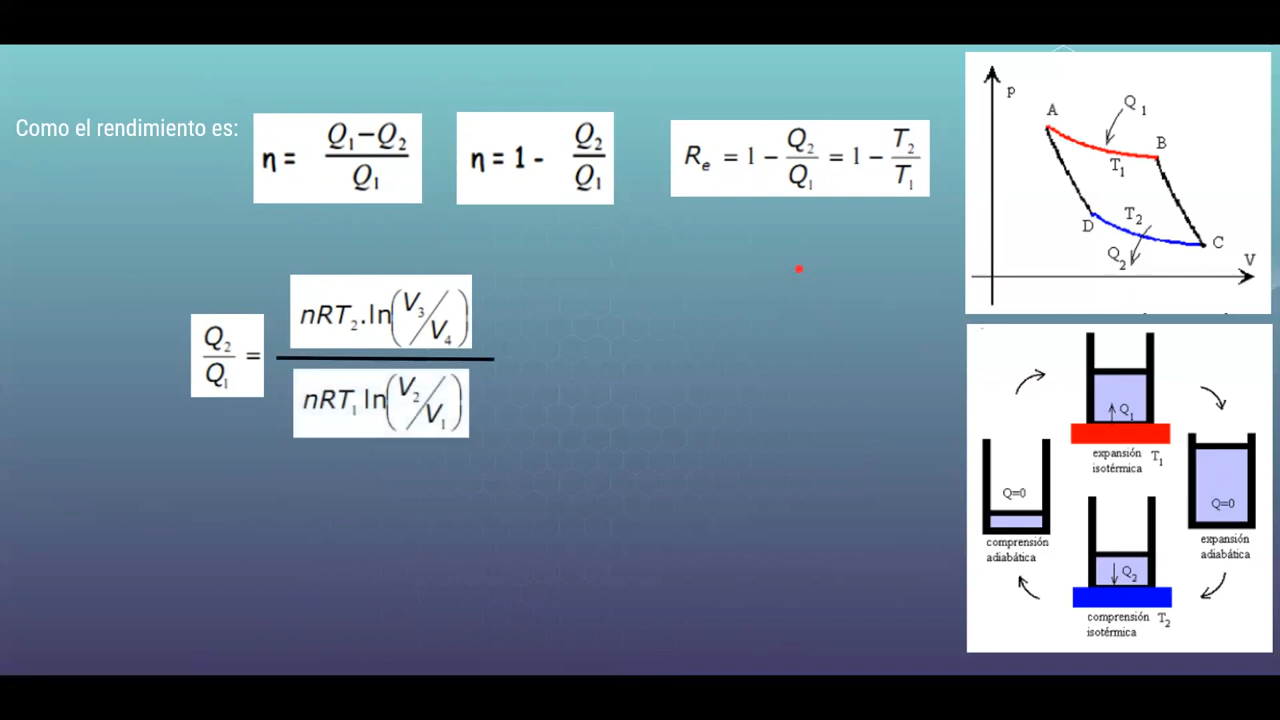 Como el rendimiento es:
η = Q₁−Q₂ / Q₁
η = 1 - Q₂ / Q₁
Rₑ = 1 − Q₂ / Q₁ = 1 − T₂ / T₁
Q₂ / Q₁ =
nRT₂.ln(V₃/V₄)
nRT₁ ln(V₂/V₁)
p
A
Q₁
B
T₁
D
T₂
C
Q₂
V
Q₁
expansión
isotérmica
T₁
Q=0
comprensión
adiabática
Q=0
expansión
adiabática
Q₂
comprensión
isotérmica
T₂